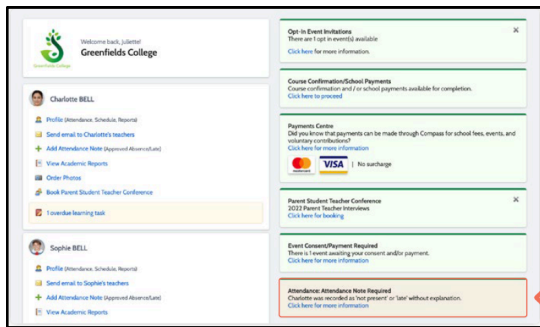 Welcome back, Juliette!
Greenfields College
Greenfields College
Charlotte BELL
Profile (Attendance, Schedule, Reports)
Send email to Charlotte's teachers
Add Attendance Note (Approved Absence/Late)
View Academic Reports
Order Photos
Book Parent Student Teacher Conference
1 overdue learning task
Sophie BELL
Profile (Attendance, Schedule, Reports)
Send email to Sophie's teachers
Add Attendance Note (Approved Absence/Late)
View Academic Reports
Opt-in Event Invitations
There are 1 opt in event(s) available
Click here for more information.
Course Confirmation/School Payments
Course confirmation and / or school payments available for completion.
Click here to proceed
Payments Centre
Did you know that payments can be made through Compass for school fees, events, and
voluntary contributions?
Click here for more information
mastercard VISA | No surcharge
Parent Student Teacher Conference
2022 Parent Teacher Interviews
Click here for booking
Event Consent/Payment Required
There is 1 event awaiting your consent and/or payment.
Click here for more information
Attendance: Attendance Note Required
Charlotte was recorded as 'not present' or 'late' without explanation.
Click here for more information